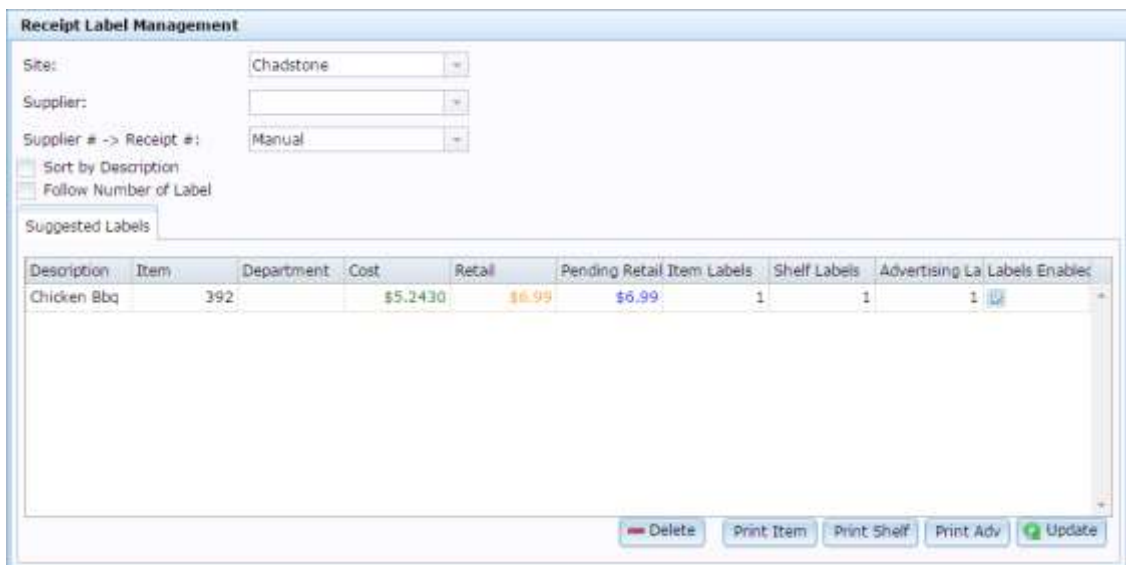 Receipt Label Management
Site: Chadstone
Supplier:
Supplier # -> Receipt #: Manual
Sort by Description
Follow Number of Label
Suggested Labels
Description Item Department Cost Retail Pending Retail Item Labels Shelf Labels Advertising La Labels Enabled
Chicken Bbq 392 $5.2430 $6.99 $6.99 1 1 1
Delete Print Item Print Shelf Print Adv Update